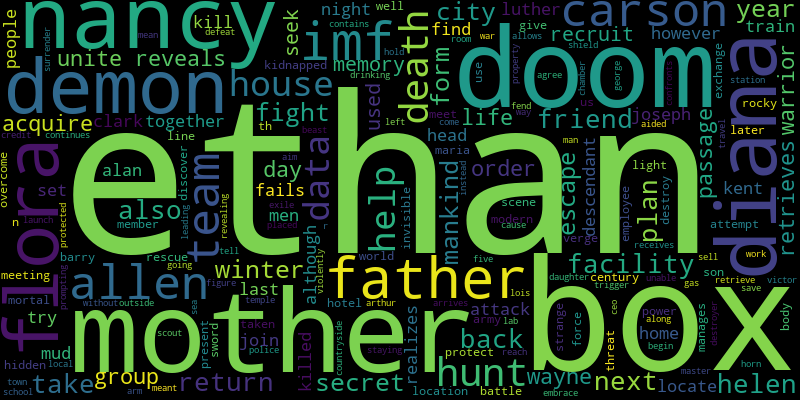 nancy
imf
carson
year
doom
ethan
demon
flora
diana
mother
box
father
kill
night
luther
city
give
well
people
unite
reveals
seek
memory
recruit
however
train
contains
find
hold
room
war
allows
shield
chamber
george
defeat
mean
surrender
kidnapped
drinking
use
property
agree
exchange
death
form
house
acquire
clark
together
fight
used
life
friend
joseph
us
meet
way
come
fend
Warrior
retrieves
station
rocky
later
passage
credit
continues
th
beast
left
head
maria
man
aided
line
day
data
help
order
alan
team
discover
fails
men
aim
set
also
member
rescue
revealing
exile
placed
scene
cause
instead
invisible
mankind
escape
descendant
employee
plan
light
destroy
kent
attempt
travel
overcome
n
launch
protected
leading
verge
modern
receives
sell
work
meeting
barry
going
tell
although
violently
world
five
facility
son
century
daughter
trigger
unable
retrieve
save
victor
mortal
prompting
allen
winter
last
without
outside
figure
sea
hotel
arthur
temple
arrives
lois
ceo
gas
body
try
hidden
mud
scout
sword
present
taken
join
police
countryside
staying
realizes
attack
army
lab
back
strange
force
threat
power
along
home
begin
manages
destroyer
hunt
protect
reach
wayne
next
locate
master
horn
helen
take
group
town
local
school
return
arm
meant
killed
secret
location
battle
embrace